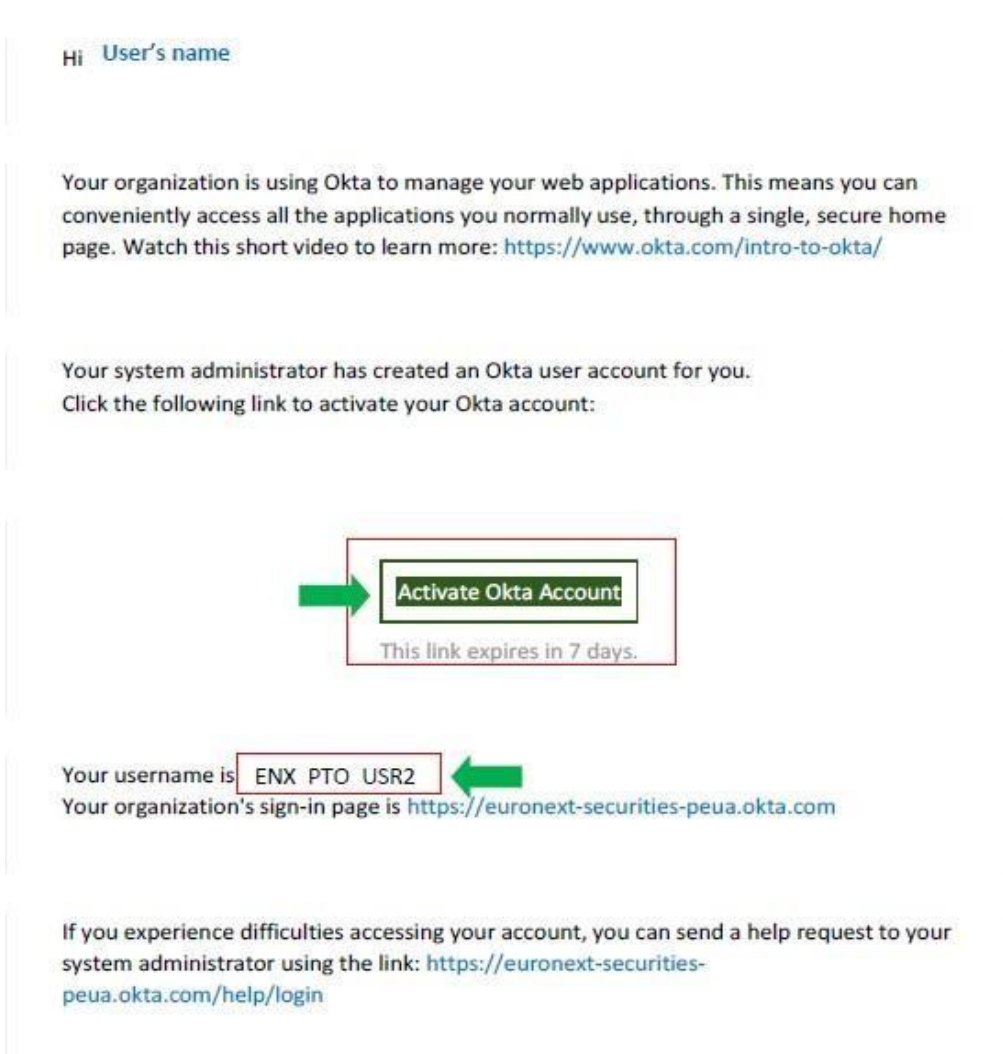 Hi User's name
Your organization is using Okta to manage your web applications. This means you can
conveniently access all the applications you normally use, through a single, secure home
page. Watch this short video to learn more: https://www.okta.com/intro-to-okta/
Your system administrator has created an Okta user account for you.
Click the following link to activate your Okta account:
Activate Okta Account
This link expires in 7 days.
Your username is ENX PTO USR2
Your organization's sign-in page is https://euronext-securities-peua.okta.com
If you experience difficulties accessing your account, you can send a help request to your
system administrator using the link: https://euronext-securities-
peua.okta.com/help/login